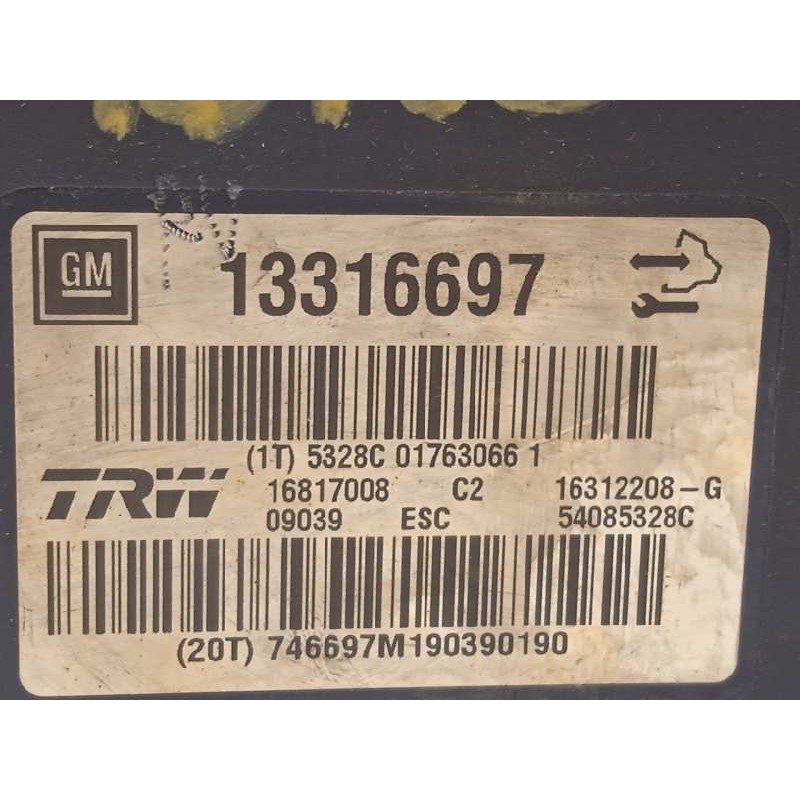 GM 13316697
(1T) 5328C 01763066 1
TRW 16817008 C2 16312208-G
09039 ESC 54085328C
(20T) 746697M190390190